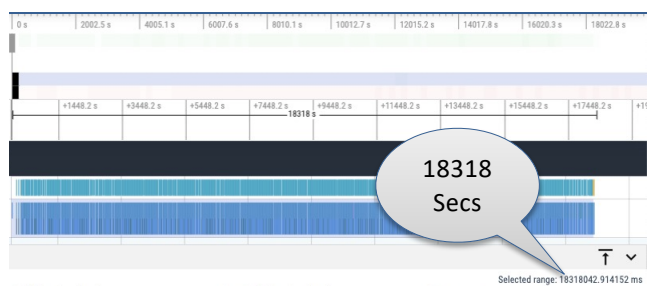 0 s 2002.5 s 4005.1 s 6007.6 s 8010.1 s 10012.7 s 12015.2 s 14017.8 s 16020.3 s 18022.8 s
+1448.2 s +3448.2 s +5448.2 s +7448.2 s +9448.2 s +11448.2 s +13448.2 s +15448.2 s +17448.2 s +19
18318 s
18318
Secs
Selected range: 18318042.914152 ms